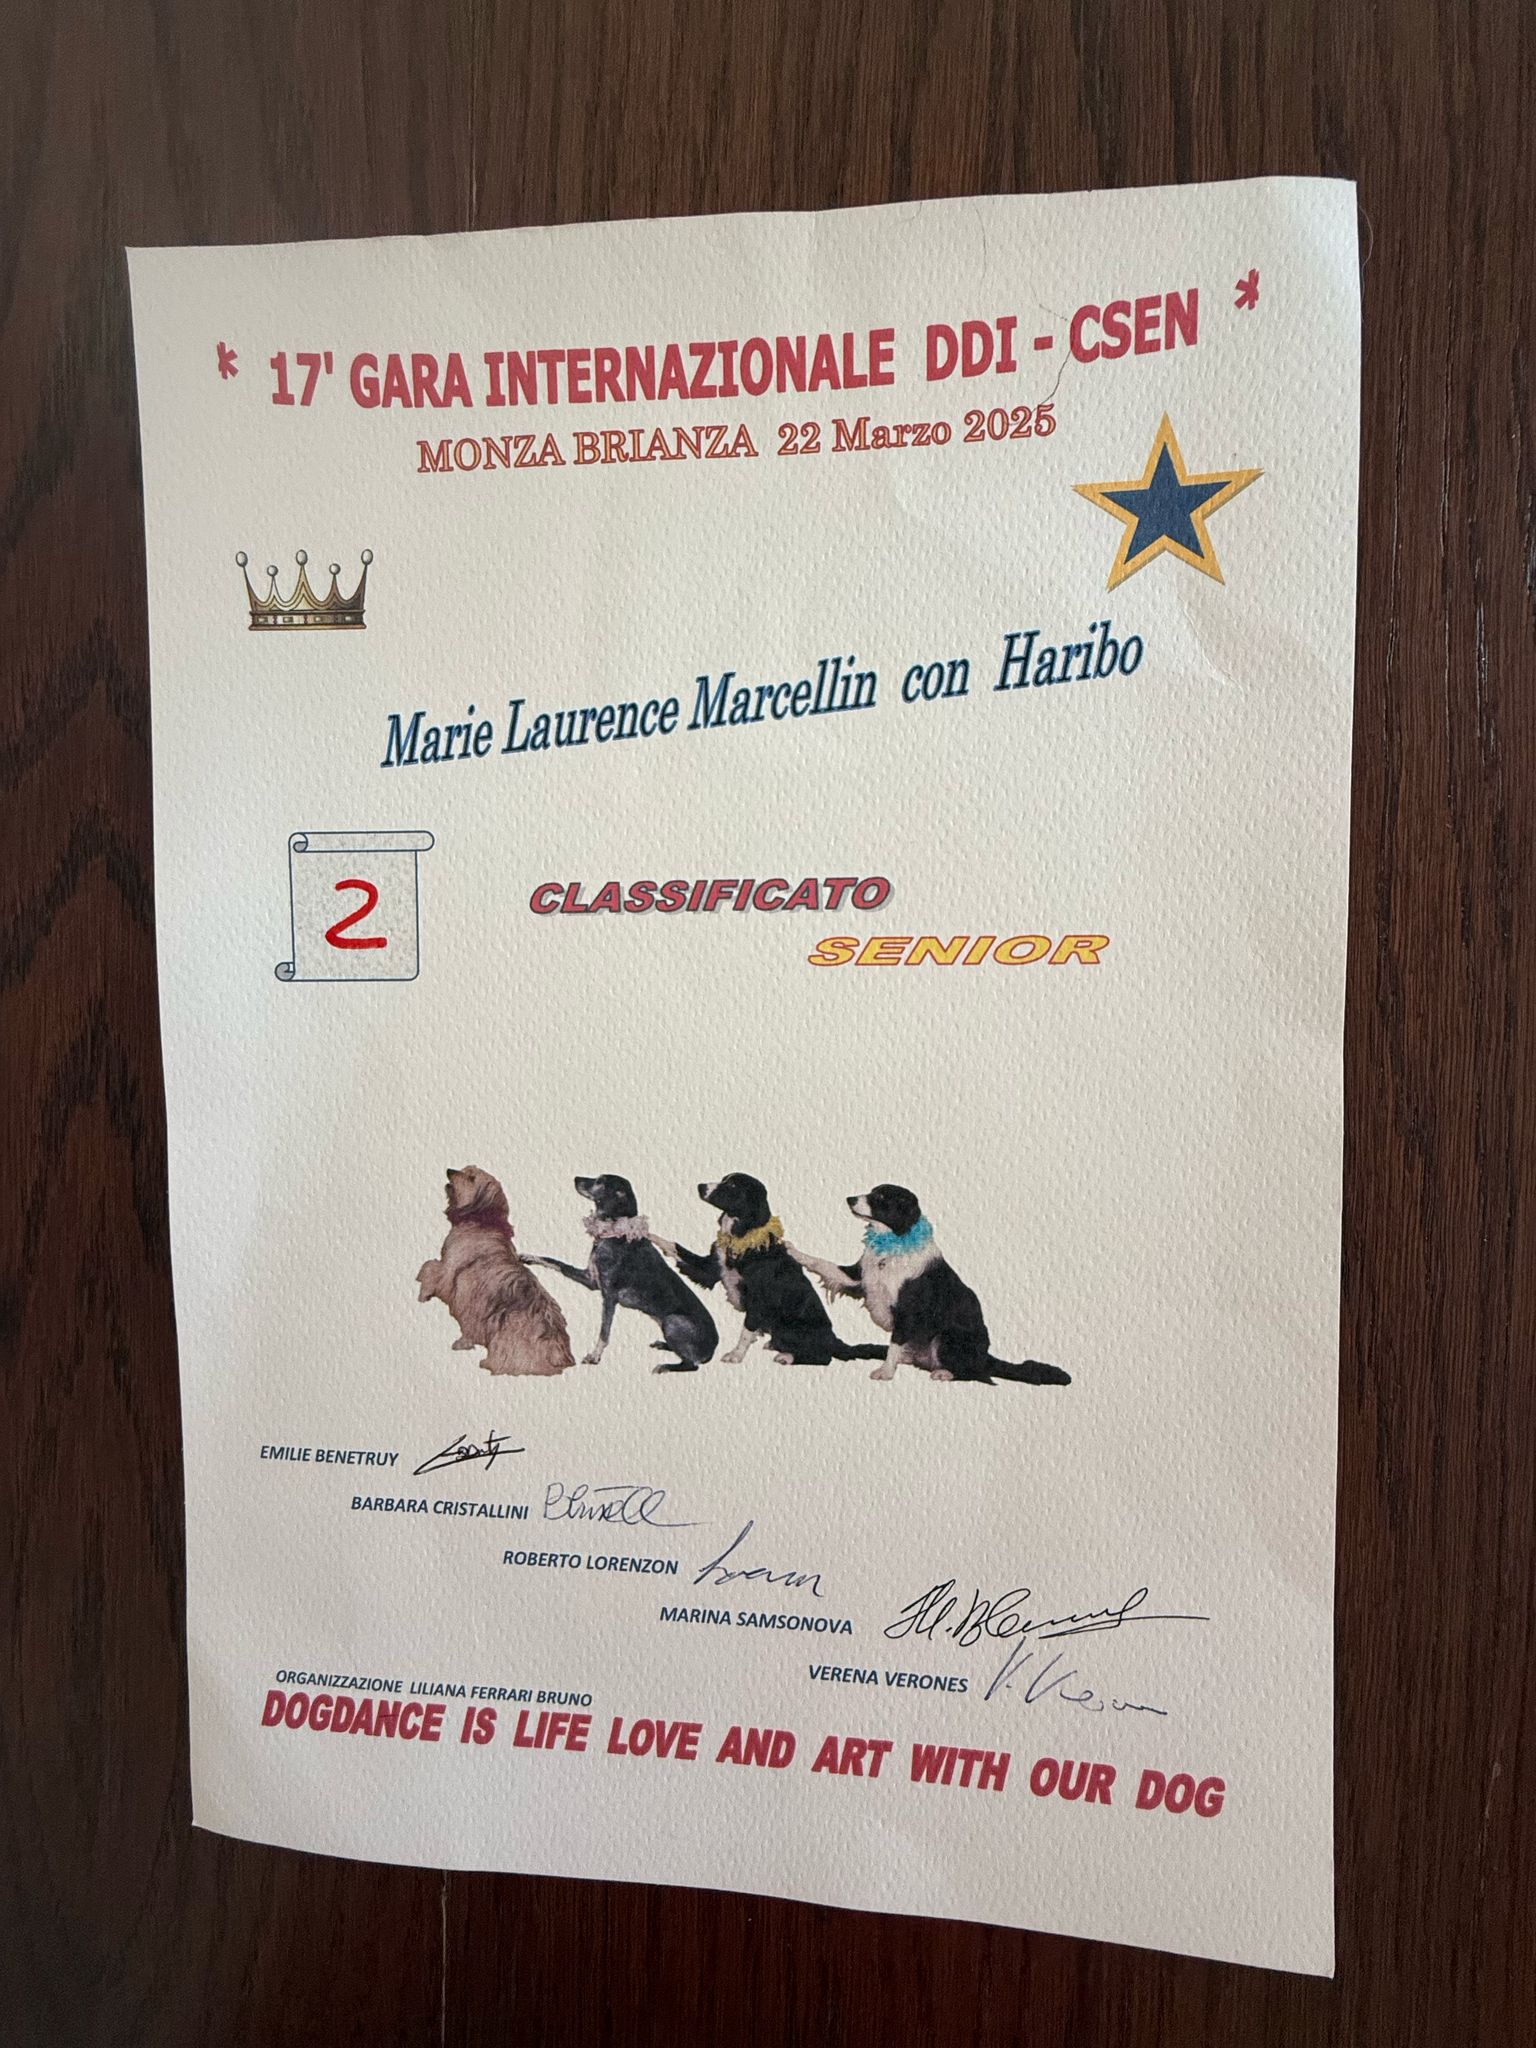 * 17' GARA INTERNAZIONALE DDI - CSEN *
MONZA BRIANZA 22 Marzo 2025
Marie Laurence Marcellin con Haribo
2
CLASSIFICATO
SENIOR
EMILIE BENETRUY
BARBARA CRISTALLINI
ROBERTO LORENZON
MARINA SAMSONOVA
VERENA VERONES
ORGANIZZAZIONE LILIANA FERRARI BRUNO
DOGDANCE IS LIFE LOVE AND ART WITH OUR DOG